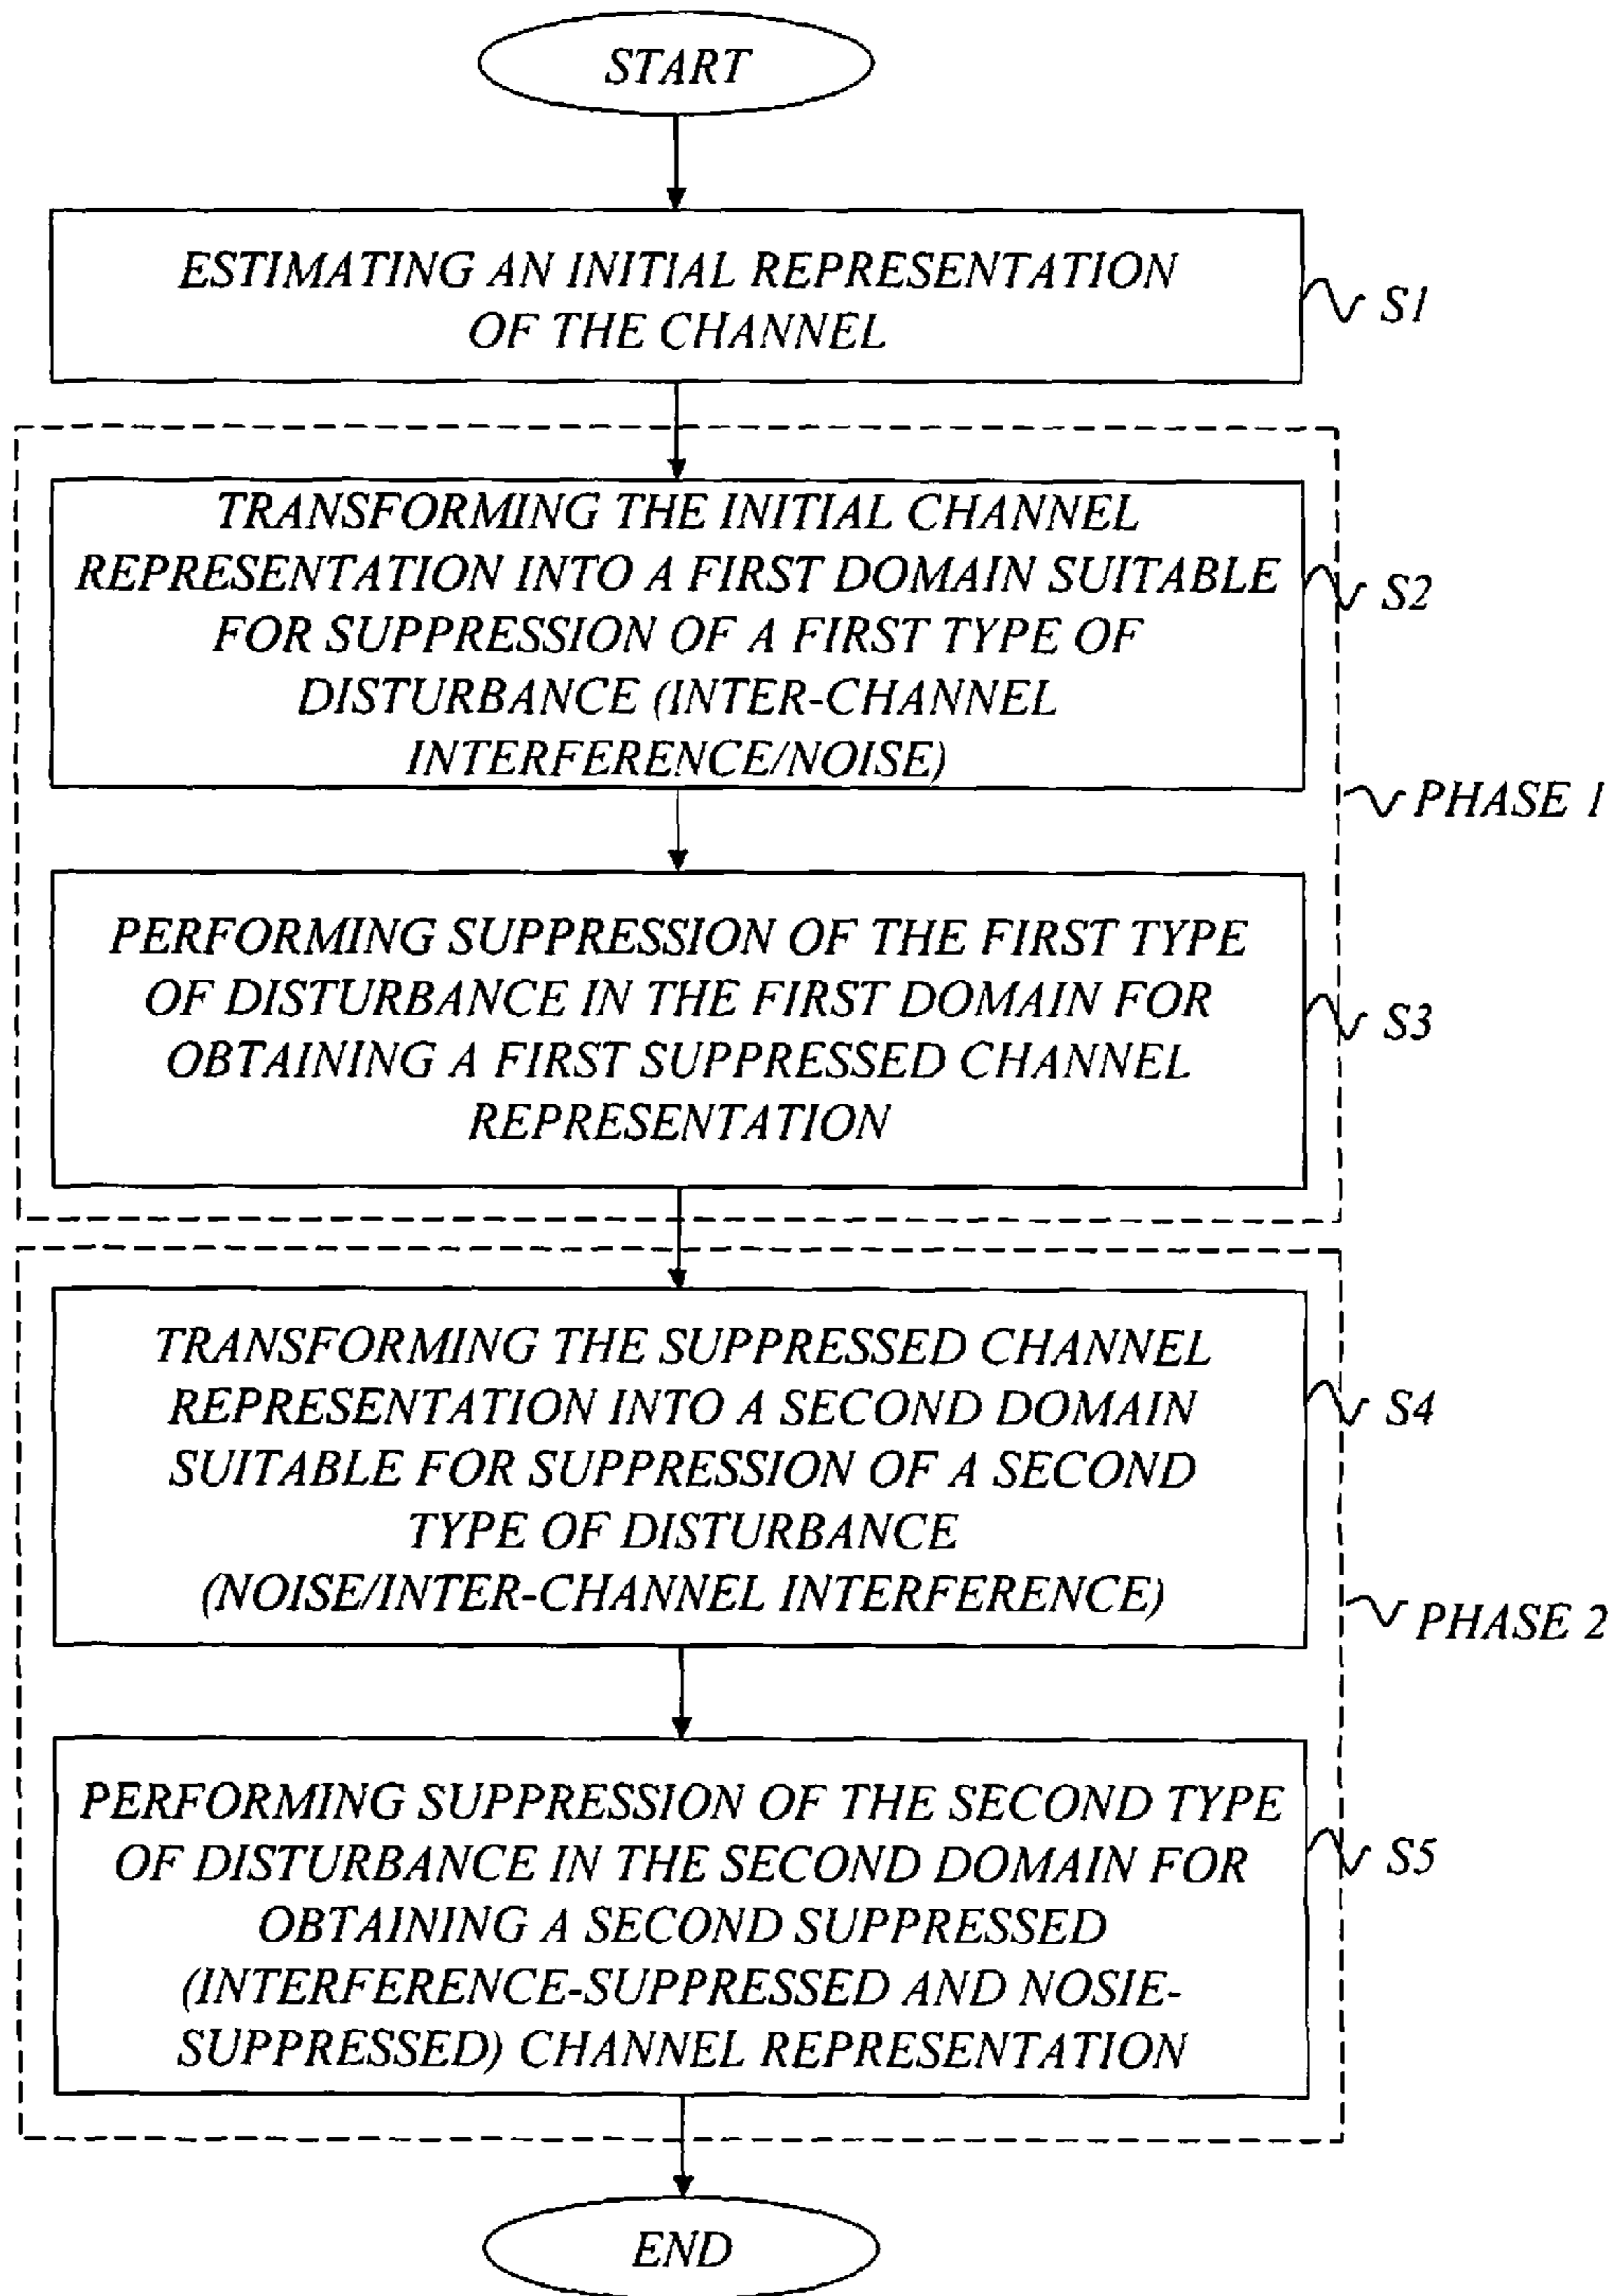 START
ESTIMATING AN INITIAL REPRESENTATION
OF THE CHANNEL
S1
TRANSFORMING THE INITIAL CHANNEL
REPRESENTATION INTO A FIRST DOMAIN SUITABLE
FOR SUPPRESSION OF A FIRST TYPE OF
DISTURBANCE (INTER-CHANNEL
INTERFERENCE/NOISE)
S2
PHASE 1
PERFORMING SUPPRESSION OF THE FIRST TYPE
OF DISTURBANCE IN THE FIRST DOMAIN FOR
OBTAINING A FIRST SUPPRESSED CHANNEL
REPRESENTATION
S3
TRANSFORMING THE SUPPRESSED CHANNEL
REPRESENTATION INTO A SECOND DOMAIN
SUITABLE FOR SUPPRESSION OF A SECOND
TYPE OF DISTURBANCE
(NOISE/INTER-CHANNEL INTERFERENCE)
S4
PHASE 2
PERFORMING SUPPRESSION OF THE SECOND TYPE
OF DISTURBANCE IN THE SECOND DOMAIN FOR
OBTAINING A SECOND SUPPRESSED
(INTERFERENCE-SUPPRESSED AND NOSIE-
SUPPRESSED) CHANNEL REPRESENTATION
S5
END